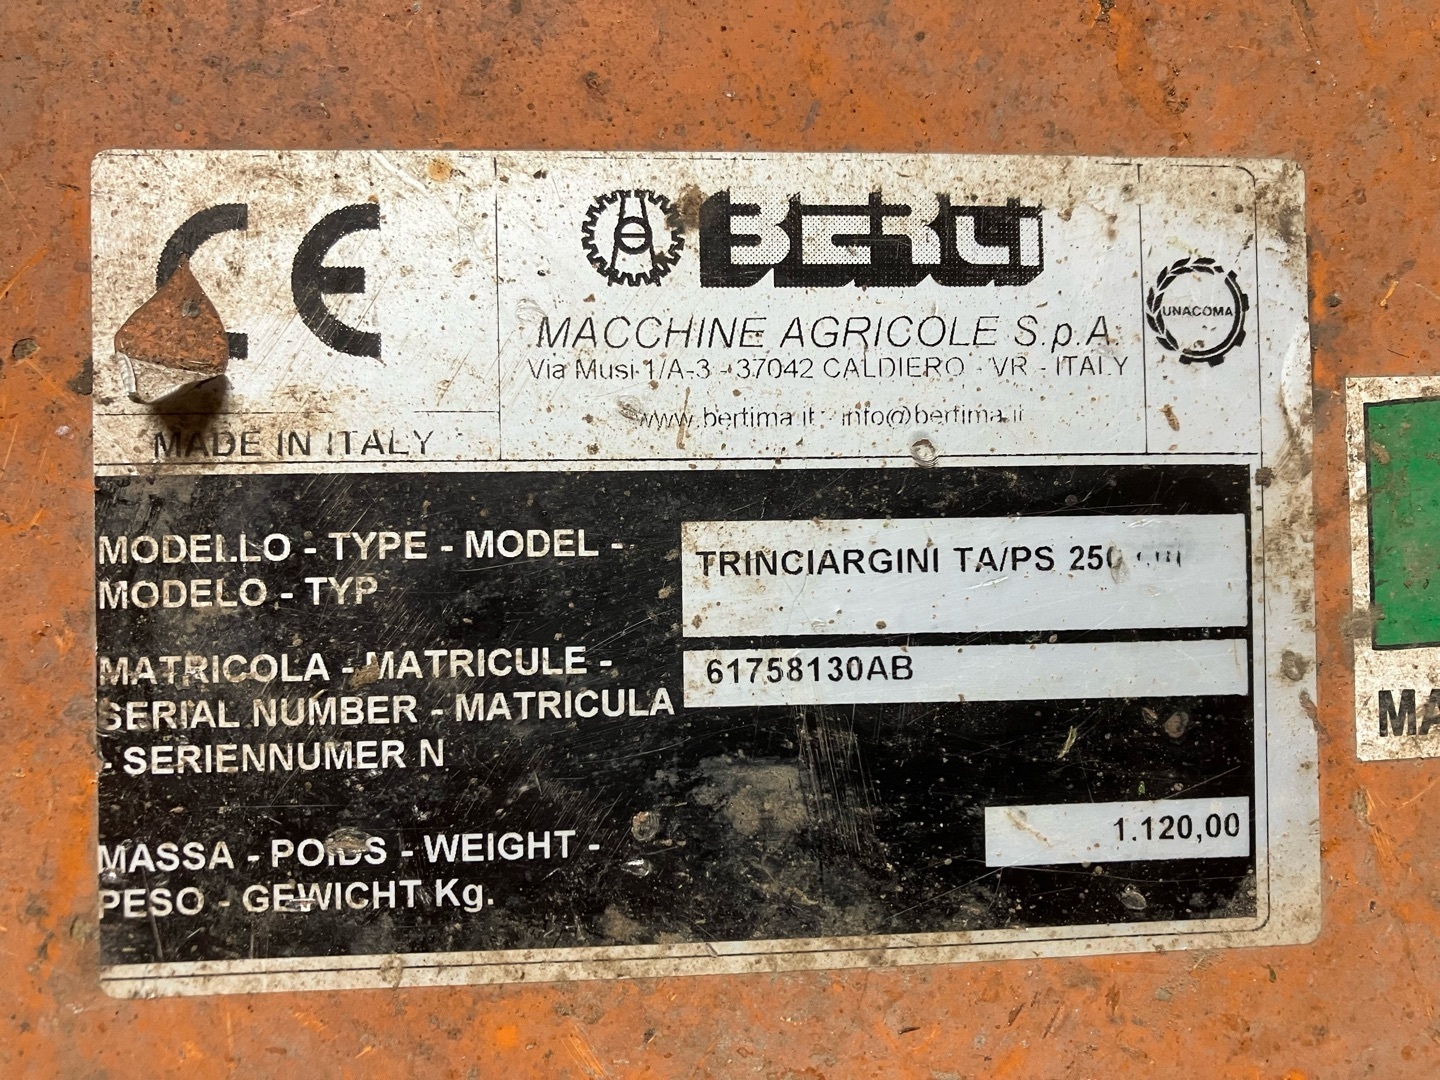 CE
BERTI
MACCHINE AGRICOLE S.p.A.
Via Musi 1/A-3 - 37042 CALDIERO - VR - ITALY
www.bertima.it - info@bertima.it
UNACOMA
MADE IN ITALY
MODELLO - TYPE - MODEL -
MODELO - TYP
TRINCIARGINI TA/PS 250
MATRICOLA - MATRICULE -
SERIAL NUMBER - MATRICULA
- SERIENNUMER N
61758130AB
MASSA - POIDS - WEIGHT -
PESO - GEWICHT Kg.
1.120,00
MA